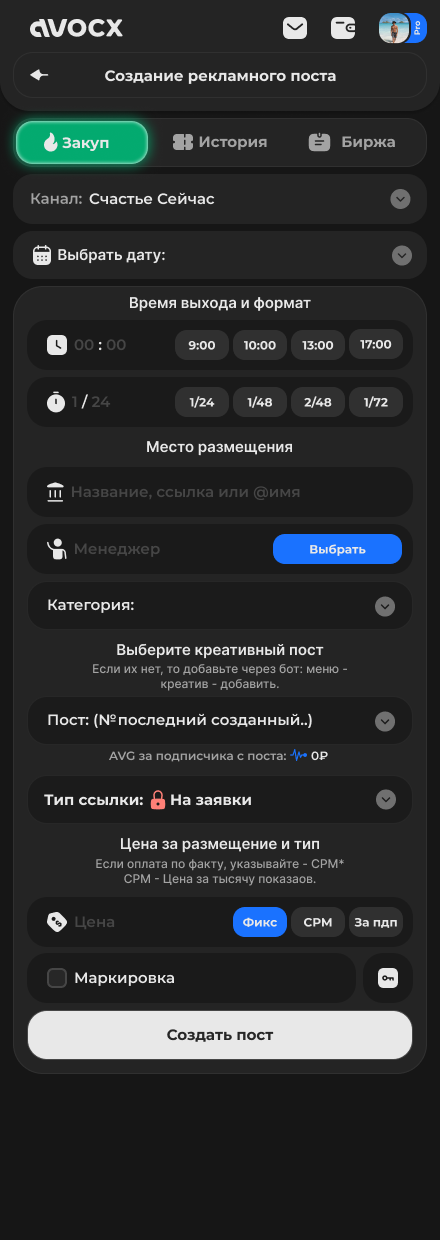 AVOCX
Pro
Создание рекламного поста
Закуп
История
Биржа
Канал: Счастье Сейчас
Выбрать дату:
Время выхода и формат
00 : 00
9:00
10:00
13:00
17:00
1 / 24
1/24
1/48
2/48
1/72
Место размещения
Название, ссылка или @имя
Менеджер
Выбрать
Категория:
Выберите креативный пост
Если их нет, то добавьте через бот: меню -
креатив - добавить.
Пост: (№последний созданный..)
AVG за подписчика с поста: 0₽
Тип ссылки: На заявки
Цена за размещение и тип
Если оплата по факту, указывайте - CPM*
CPM - Цена за тысячу показаов.
Цена
Фикс
CPM
За пдп
Маркировка
Создать пост